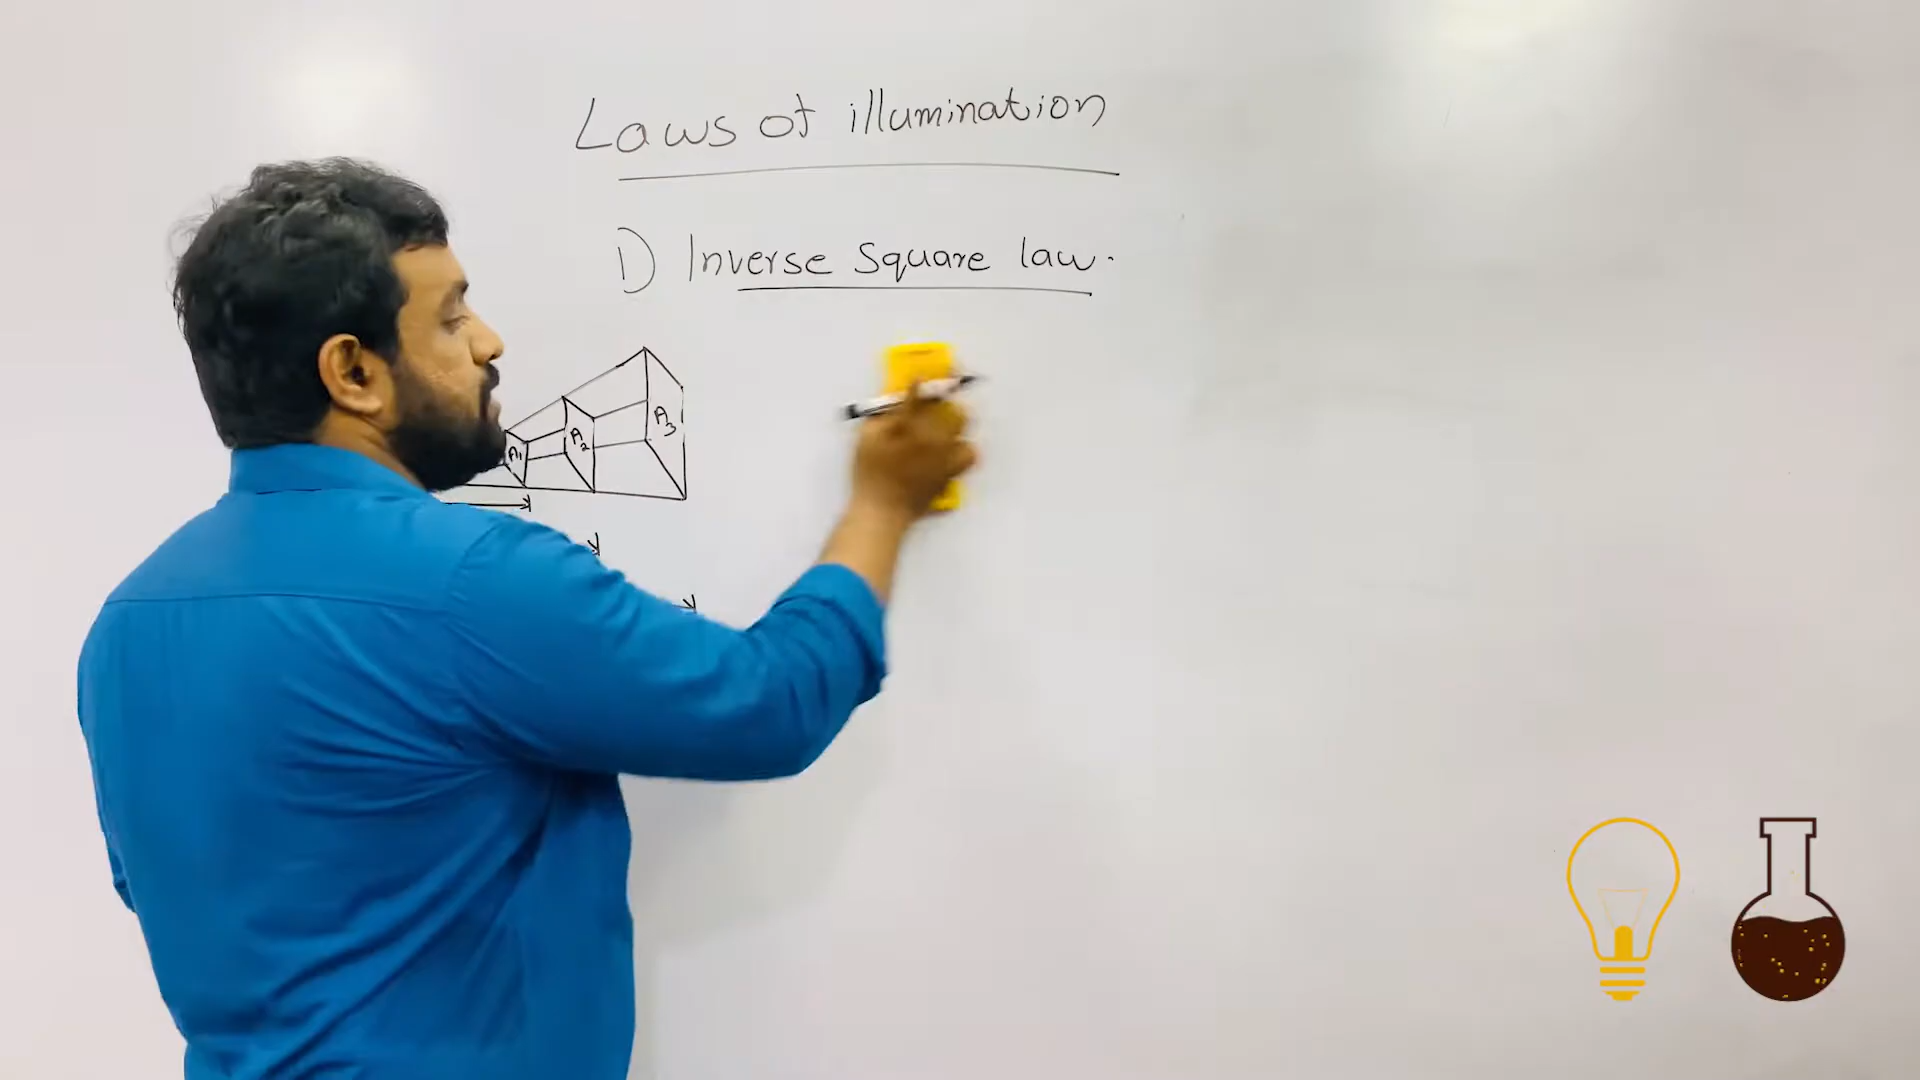 Laws of illumination
1) Inverse Square law.
A1 A2 A3